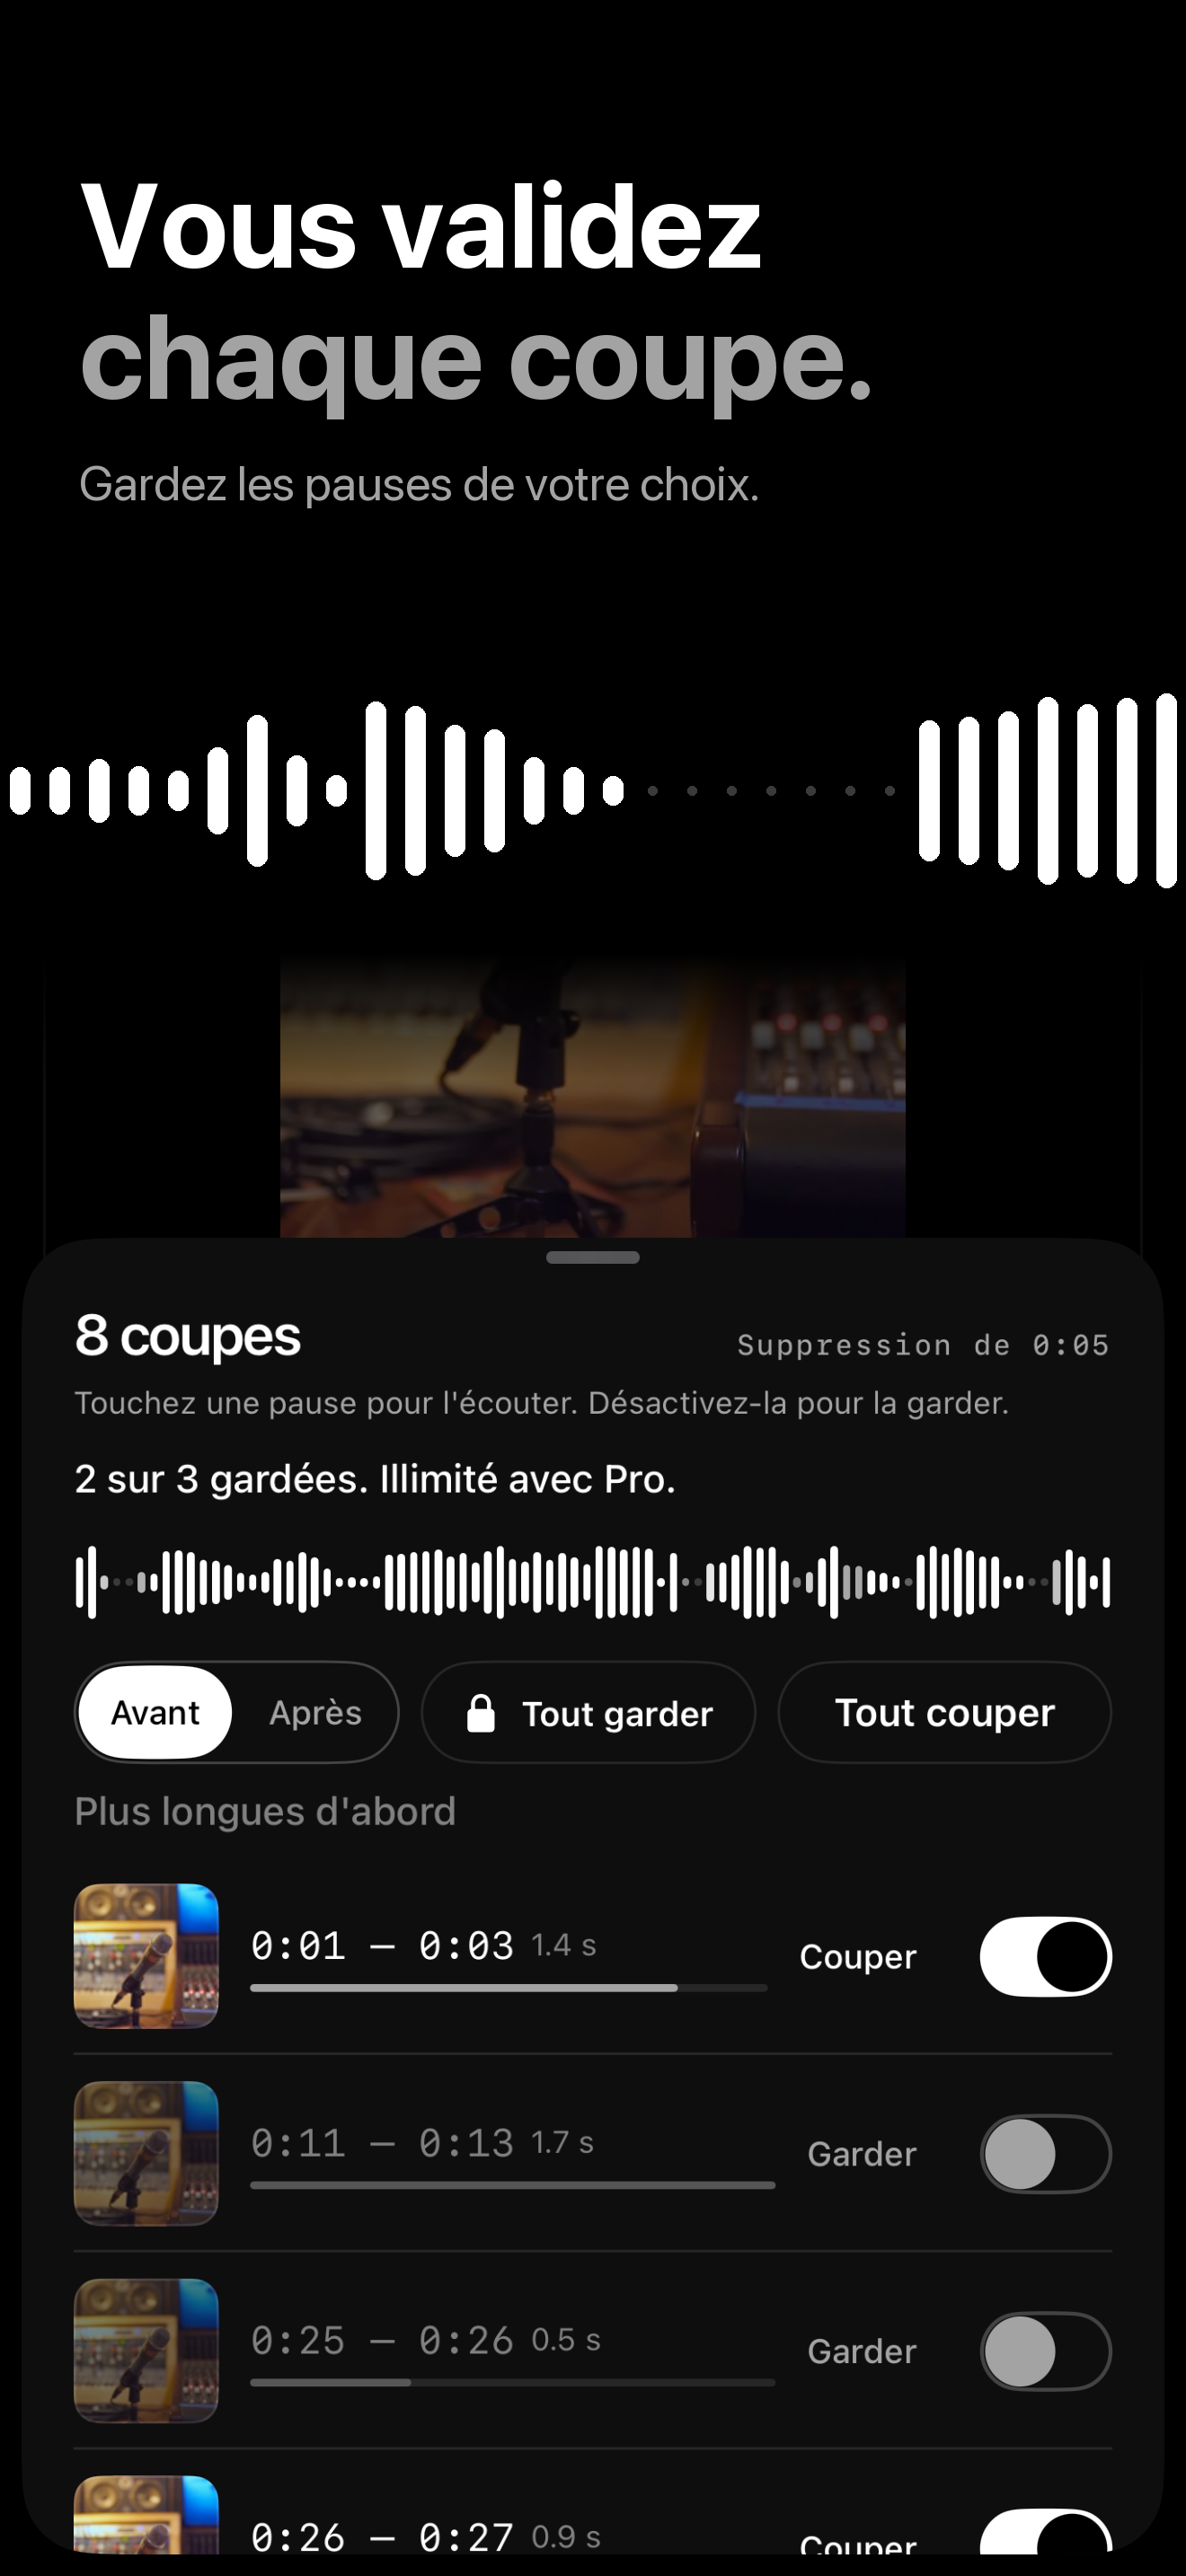 Vous validez
chaque coupe.
Gardez les pauses de votre choix.
8 coupes
Suppression de 0:05
Touchez une pause pour l'écouter. Désactivez-la pour la garder.
2 sur 3 gardées. Illimité avec Pro.
Avant
Après
Tout garder
Tout couper
Plus longues d'abord
0:01 – 0:03 1.4 s
Couper
0:11 – 0:13 1.7 s
Garder
0:25 – 0:26 0.5 s
Garder
0:26 – 0:27 0.9 s
Couper